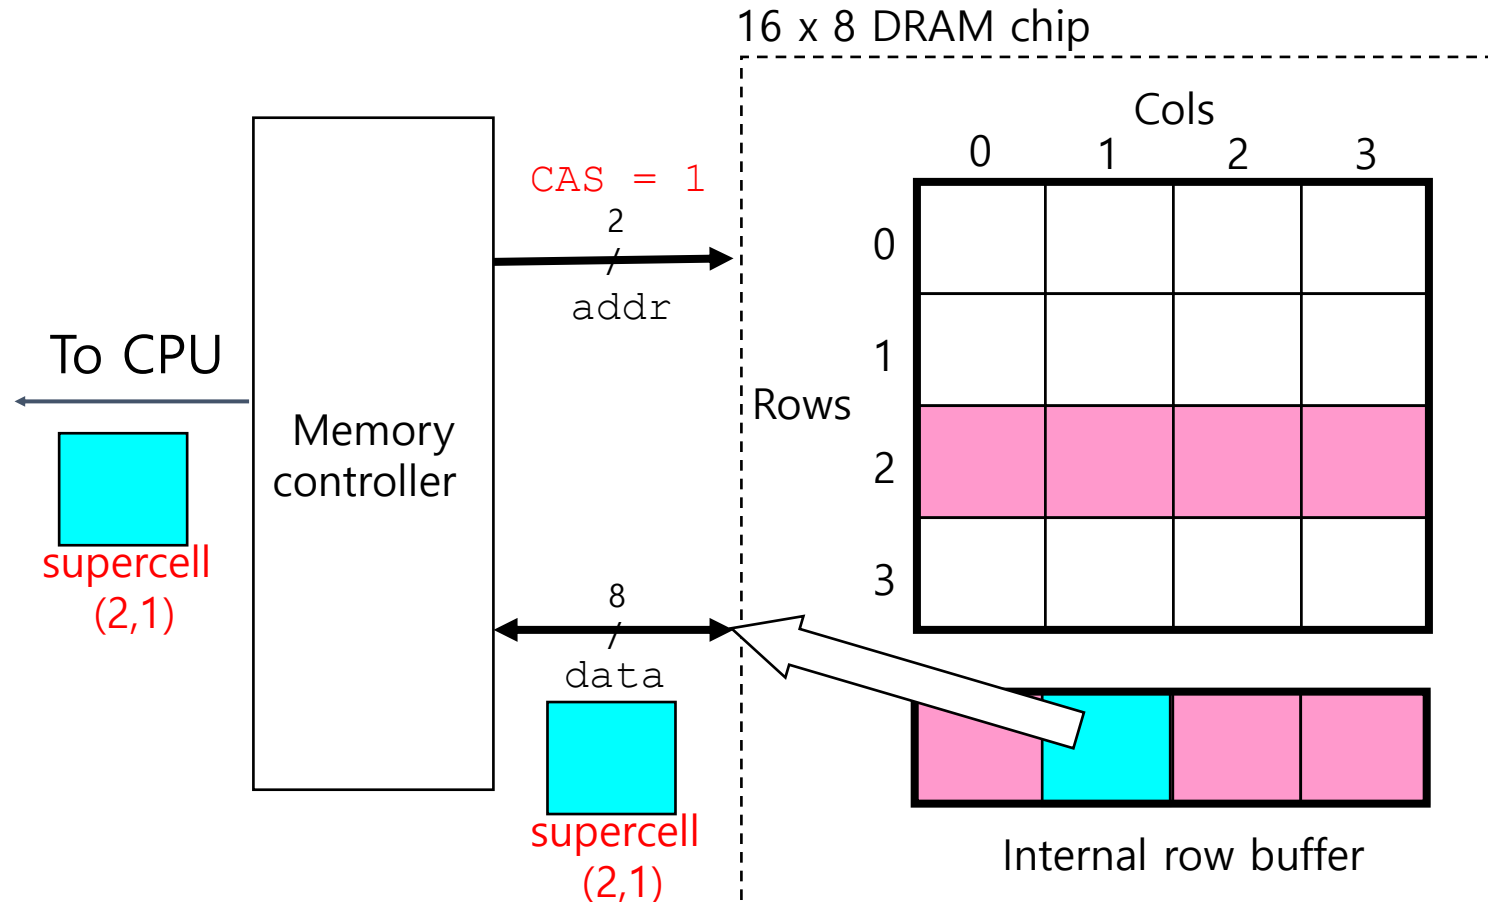 16 x 8 DRAM chip
Cols
0 1 2 3
CAS = 1
2
addr
0
1
Rows
2
3
To CPU
Memory
controller
supercell
(2,1)
8
data
supercell
(2,1)
Internal row buffer